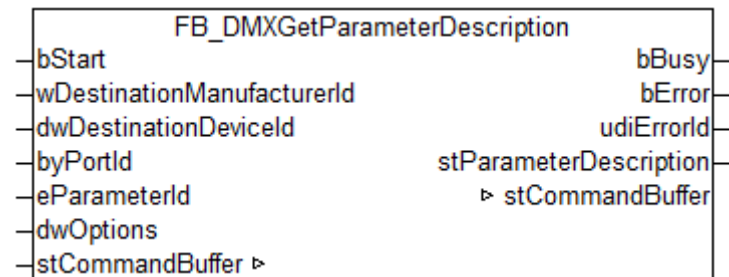 FB_DMXGetParameterDescription
bStart bBusy
wDestinationManufacturerId bError
dwDestinationDeviceId udiErrorId
byPortId stParameterDescription
eParameterId ▹ stCommandBuffer
dwOptions
stCommandBuffer ▹